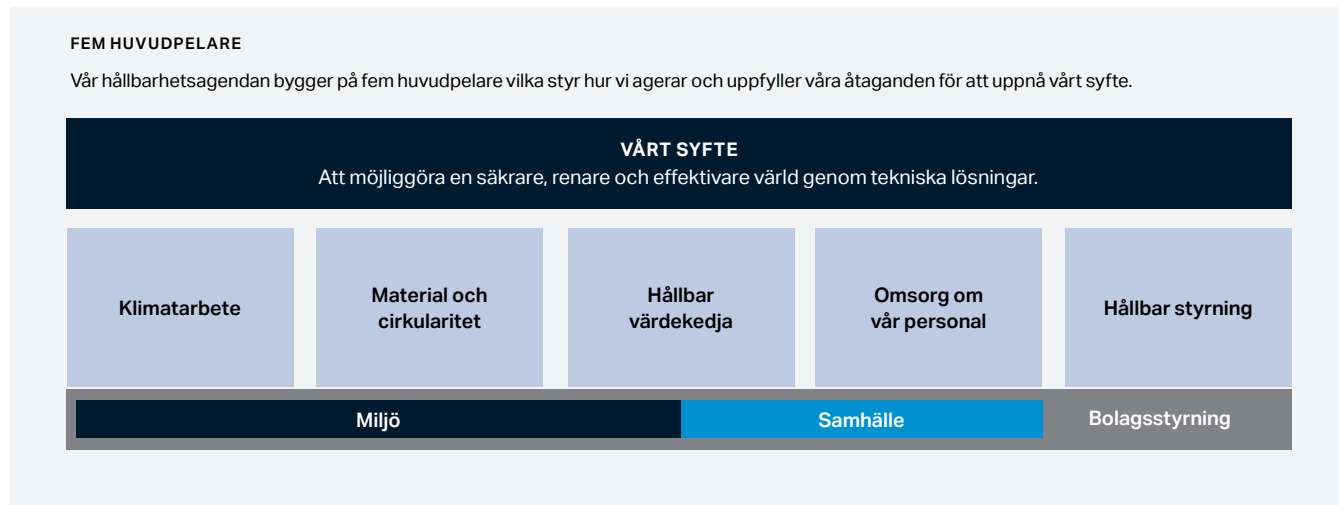 FEM HUVUDPELARE
Vår hållbarhetsagendan bygger på fem huvudpelare vilka styr hur vi agerar och uppfyller våra åtaganden för att uppnå vårt syfte.
VÅRT SYFTE
Att möjliggöra en säkrare, renare och effektivare värld genom tekniska lösningar.
Klimatarbete
Material och
cirkularitet
Hållbar
värdekedja
Omsorg om
vår personal
Hållbar styrning
Miljö
Samhälle
Bolagsstyrning